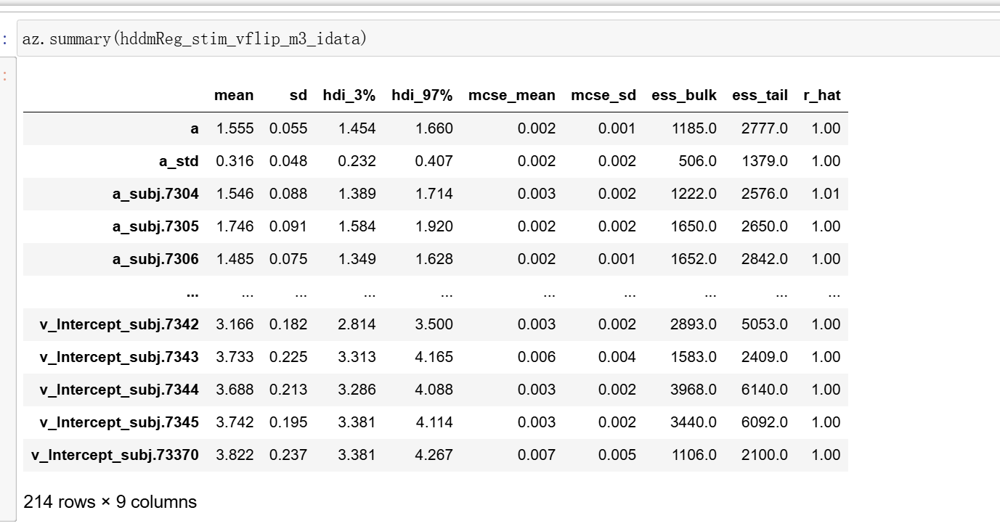 : az.summary(hddmReg_stim_vflip_m3_idata)
:
mean sd hdi_3% hdi_97% mcse_mean mcse_sd ess_bulk ess_tail r_hat
a 1.555 0.055 1.454 1.660 0.002 0.001 1185.0 2777.0 1.00
a_std 0.316 0.048 0.232 0.407 0.002 0.002 506.0 1379.0 1.00
a_subj.7304 1.546 0.088 1.389 1.714 0.003 0.002 1222.0 2576.0 1.01
a_subj.7305 1.746 0.091 1.584 1.920 0.002 0.002 1650.0 2650.0 1.00
a_subj.7306 1.485 0.075 1.349 1.628 0.002 0.001 1652.0 2842.0 1.00
... ... ... ... ... ... ... ... ... ...
v_Intercept_subj.7342 3.166 0.182 2.814 3.500 0.003 0.002 2893.0 5053.0 1.00
v_Intercept_subj.7343 3.733 0.225 3.313 4.165 0.006 0.004 1583.0 2409.0 1.00
v_Intercept_subj.7344 3.688 0.213 3.286 4.088 0.003 0.002 3968.0 6140.0 1.00
v_Intercept_subj.7345 3.742 0.195 3.381 4.114 0.003 0.002 3440.0 6092.0 1.00
v_Intercept_subj.73370 3.822 0.237 3.381 4.267 0.007 0.005 1106.0 2100.0 1.00
214 rows × 9 columns